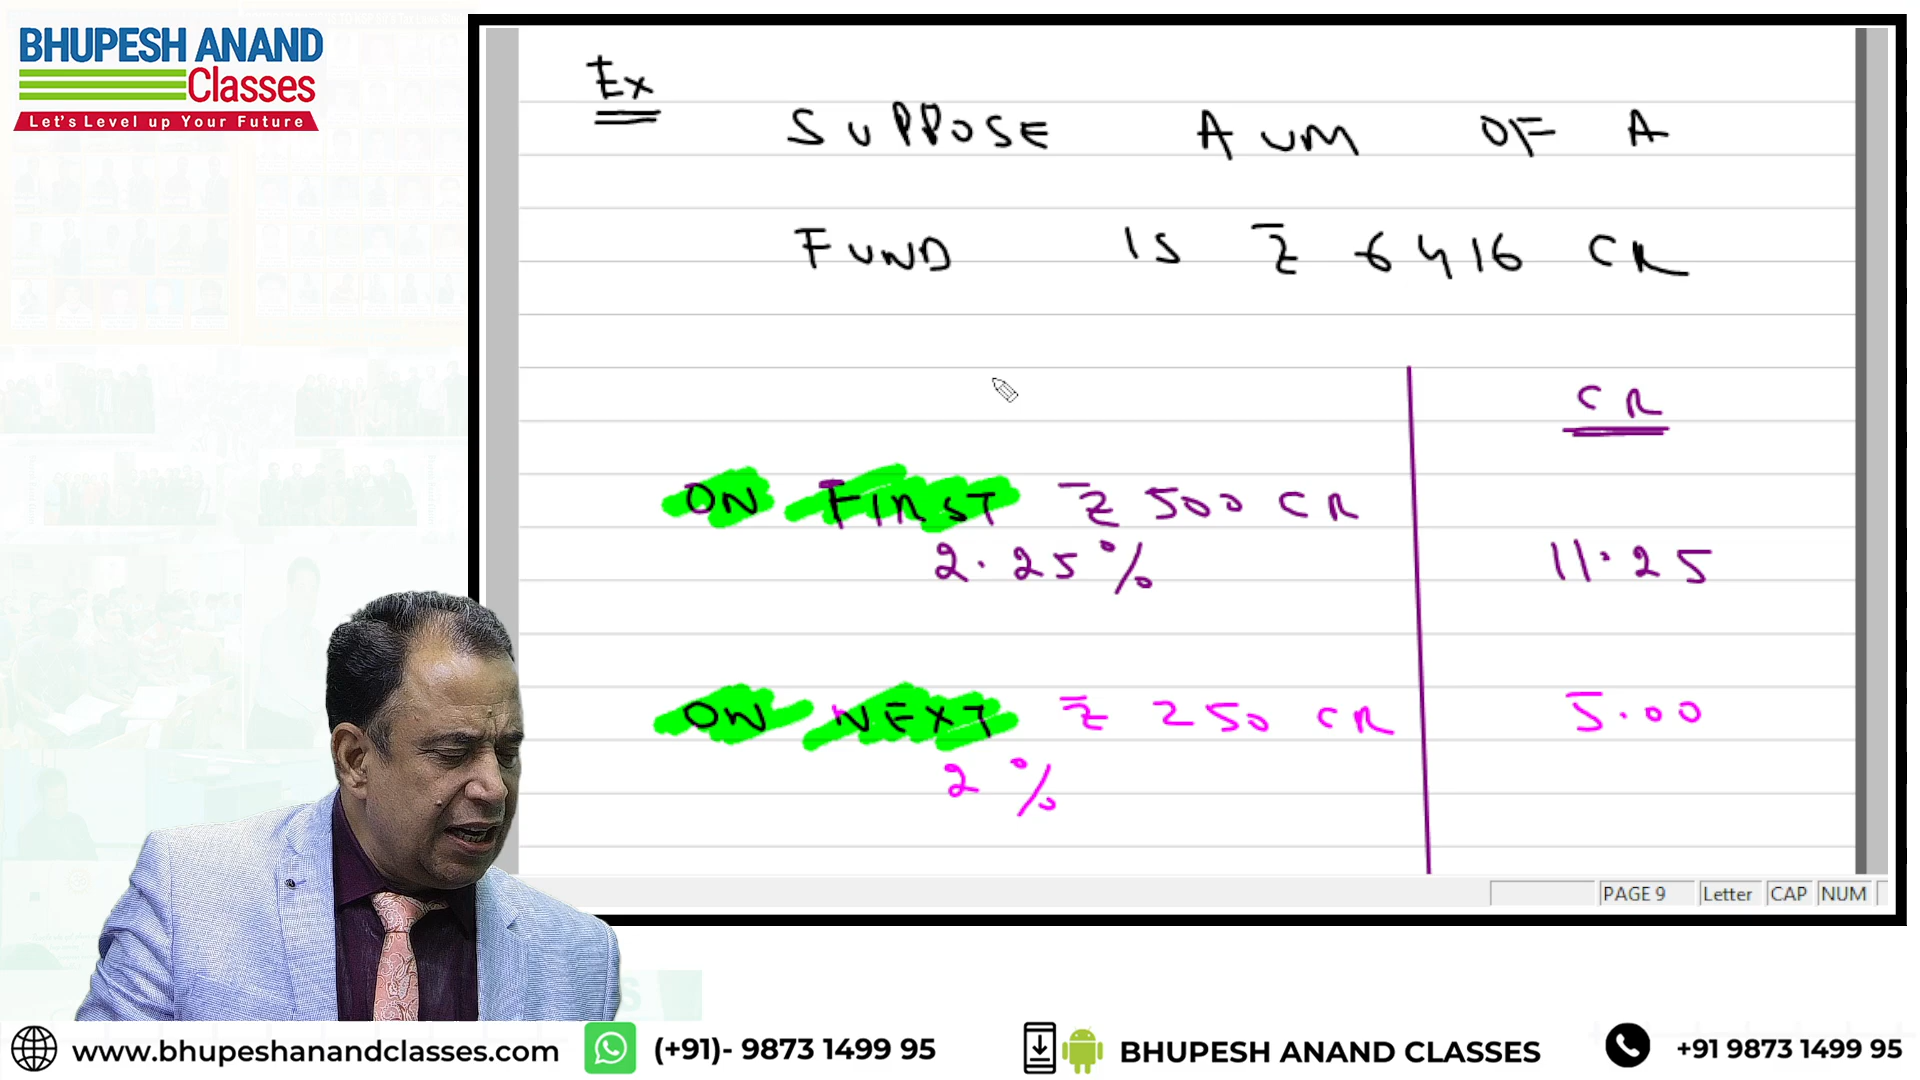 BHUPESH ANAND
Classes
Let's Level up Your Future
Ex
SUPPOSE AUM OF A
FUND IS ₹ 6416 CR
CR
ON FIRST ₹ 500 CR
2.25% 11.25
ON NEXT ₹ 250 CR 5.00
2%
PAGE 9 Letter CAP NUM
www.bhupeshanandclasses.com (+91)- 9873 1499 95 BHUPESH ANAND CLASSES +91 9873 1499 95